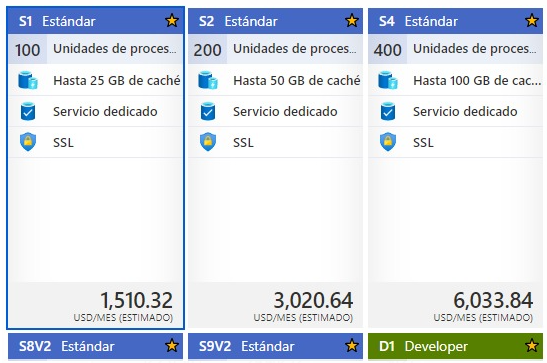 S1 Estándar
100 Unidades de proces...
Hasta 25 GB de caché
Servicio dedicado
SSL
1,510.32
USD/MES (ESTIMADO)
S2 Estándar
200 Unidades de proces...
Hasta 50 GB de caché
Servicio dedicado
SSL
3,020.64
USD/MES (ESTIMADO)
S4 Estándar
400 Unidades de proces...
Hasta 100 GB de cac...
Servicio dedicado
SSL
6,033.84
USD/MES (ESTIMADO)
S8V2 Estándar
S9V2 Estándar
D1 Developer